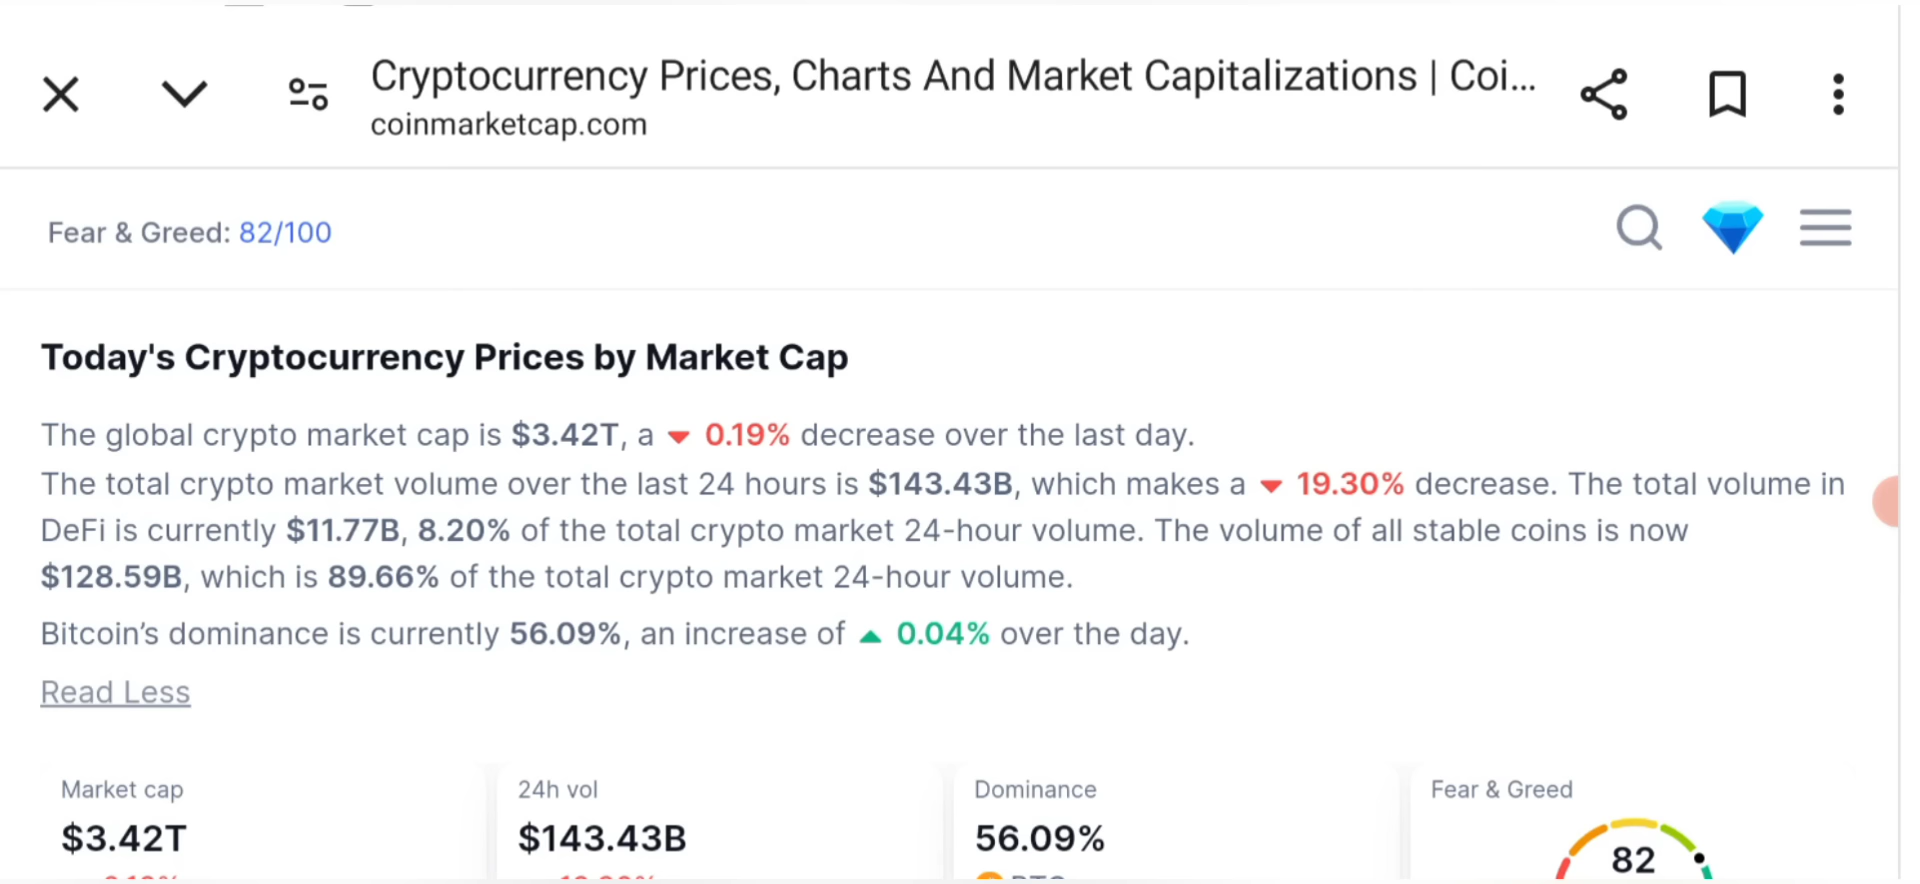 Cryptocurrency Prices, Charts And Market Capitalizations | Coi...
coinmarketcap.com
Fear & Greed: 82/100
Today's Cryptocurrency Prices by Market Cap
The global crypto market cap is $3.42T, a ▼ 0.19% decrease over the last day.
The total crypto market volume over the last 24 hours is $143.43B, which makes a ▼ 19.30% decrease. The total volume in
DeFi is currently $11.77B, 8.20% of the total crypto market 24-hour volume. The volume of all stable coins is now
$128.59B, which is 89.66% of the total crypto market 24-hour volume.
Bitcoin’s dominance is currently 56.09%, an increase of ▲ 0.04% over the day.
Read Less
Market cap
$3.42T
24h vol
$143.43B
Dominance
56.09%
Fear & Greed
82